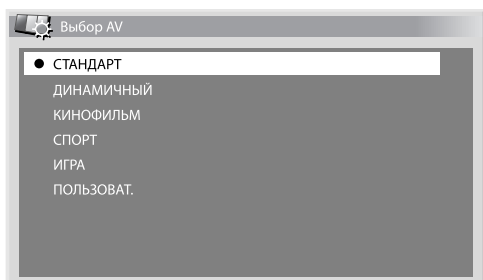 Выбор AV
СТАНДАРТ
ДИНАМИЧНЫЙ
КИНОФИЛЬМ
СПОРТ
ИГРА
ПОЛЬЗОВАТ.